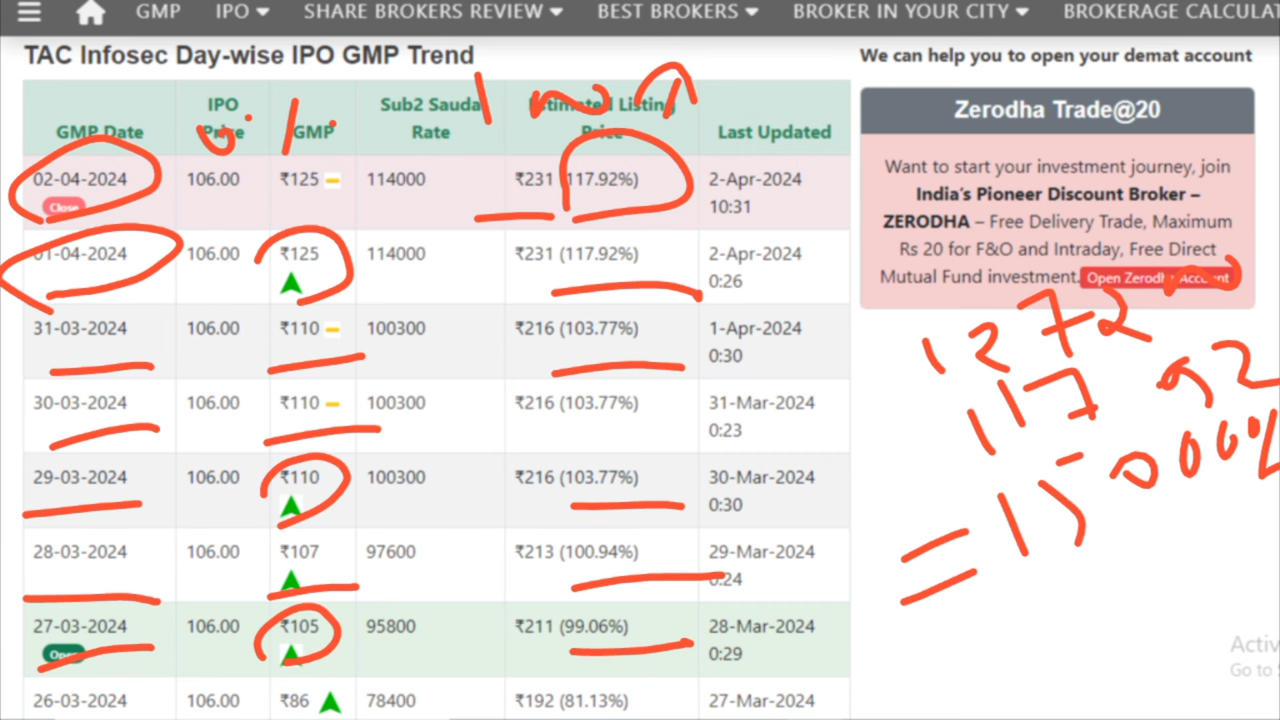 GMP IPO SHARE BROKERS REVIEW BEST BROKERS BROKER IN YOUR CITY BROKERAGE CALCULAT
TAC Infosec Day-wise IPO GMP Trend
GMP Date IPO Price GMP Sub2 Sauda Rate Estimated Listing Price Last Updated
02-04-2024 Close 106.00 ₹125 114000 ₹231 (117.92%) 2-Apr-2024 10:31
01-04-2024 106.00 ₹125 114000 ₹231 (117.92%) 2-Apr-2024 0:26
31-03-2024 106.00 ₹110 100300 ₹216 (103.77%) 1-Apr-2024 0:30
30-03-2024 106.00 ₹110 100300 ₹216 (103.77%) 31-Mar-2024 0:23
29-03-2024 106.00 ₹110 100300 ₹216 (103.77%) 30-Mar-2024 0:30
28-03-2024 106.00 ₹107 97600 ₹213 (100.94%) 29-Mar-2024 0:24
27-03-2024 Open 106.00 ₹105 95800 ₹211 (99.06%) 28-Mar-2024 0:29
26-03-2024 106.00 ₹86 78400 ₹192 (81.13%) 27-Mar-2024
We can help you to open your demat account
Zerodha Trade@20
Want to start your investment journey, join
India's Pioneer Discount Broker –
ZERODHA – Free Delivery Trade, Maximum
Rs 20 for F&O and Intraday, Free Direct
Mutual Fund investment. Open Zerodha Account
1272
117 92
Activ
Go to